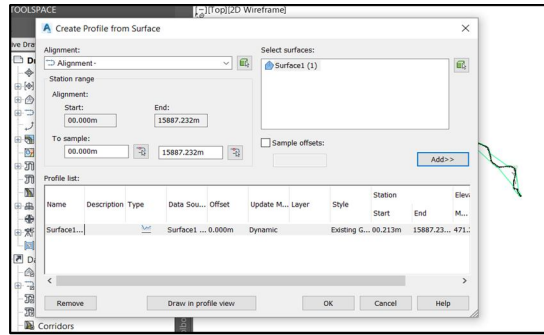 TOOLSPACE
[−][Top][2D Wireframe]
Create Profile from Surface
Alignment:
Alignment-
Select surfaces:
Surface1 (1)
Station range
Alignment:
Start:
End:
00.000m
15887.232m
To sample:
00.000m
15887.232m
Sample offsets:
Add>>
Profile list:
Name Description Type Data Sou... Offset Update M... Layer Style Station Eleva
Start End M...
Surface1... Surface1 ... 0.000m Dynamic Existing G... 00.213m 15887.23... 471.
Remove
Draw in profile view
OK
Cancel
Help
Corridors